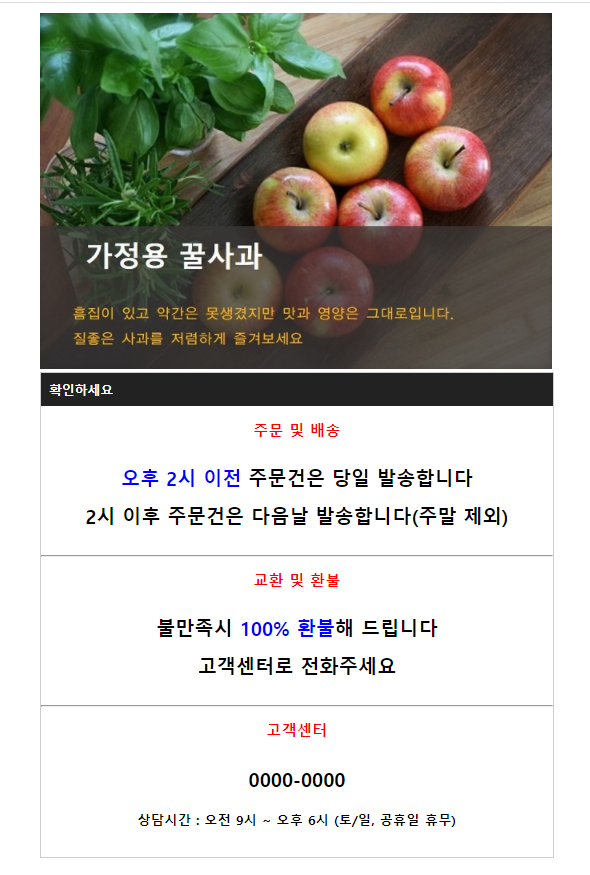 가정용 꿀사과
흠집이 있고 약간은 못생겼지만 맛과 영양은 그대로입니다.
질좋은 사과를 저렴하게 즐겨보세요
확인하세요
주문 및 배송
오후 2시 이전 주문건은 당일 발송합니다
2시 이후 주문건은 다음날 발송합니다(주말 제외)
교환 및 환불
불만족시 100% 환불해 드립니다
고객센터로 전화주세요
고객센터
0000-0000
상담시간 : 오전 9시 ~ 오후 6시 (토/일, 공휴일 휴무)